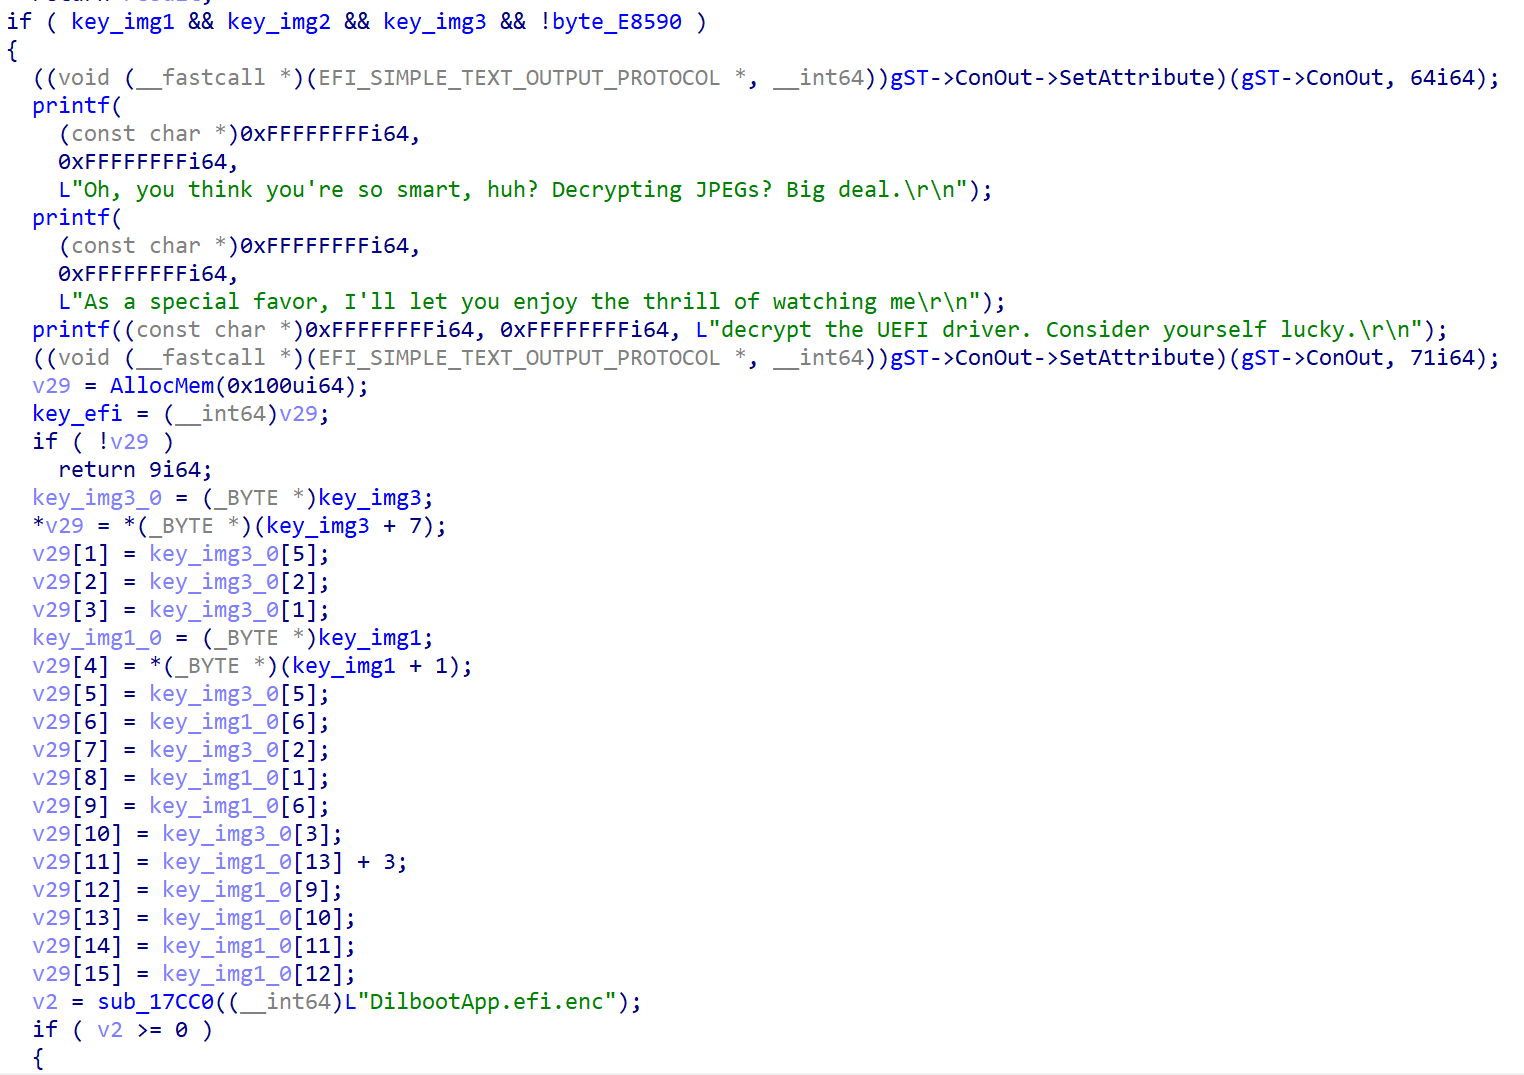 if ( key_img1 && key_img2 && key_img3 && !byte_E8590 )
{
  ((void (__fastcall *)(EFI_SIMPLE_TEXT_OUTPUT_PROTOCOL *, __int64))gST->ConOut->SetAttribute)(gST->ConOut, 64i64);
  printf(
    (const char *)0xFFFFFFFFi64,
    0xFFFFFFFFi64,
    L"Oh, you think you're so smart, huh? Decrypting JPEGs? Big deal.\r\n");
  printf(
    (const char *)0xFFFFFFFFi64,
    0xFFFFFFFFi64,
    L"As a special favor, I'll let you enjoy the thrill of watching me\r\n");
  printf((const char *)0xFFFFFFFFi64, 0xFFFFFFFFi64, L"decrypt the UEFI driver. Consider yourself lucky.\r\n");
  ((void (__fastcall *)(EFI_SIMPLE_TEXT_OUTPUT_PROTOCOL *, __int64))gST->ConOut->SetAttribute)(gST->ConOut, 71i64);
  v29 = AllocMem(0x100ui64);
  key_efi = (__int64)v29;
  if ( !v29 )
    return 9i64;
  key_img3_0 = (_BYTE *)key_img3;
  *v29 = *(_BYTE *)(key_img3 + 7);
  v29[1] = key_img3_0[5];
  v29[2] = key_img3_0[2];
  v29[3] = key_img3_0[1];
  key_img1_0 = (_BYTE *)key_img1;
  v29[4] = *(_BYTE *)(key_img1 + 1);
  v29[5] = key_img3_0[5];
  v29[6] = key_img1_0[6];
  v29[7] = key_img3_0[2];
  v29[8] = key_img1_0[1];
  v29[9] = key_img1_0[6];
  v29[10] = key_img3_0[3];
  v29[11] = key_img1_0[13] + 3;
  v29[12] = key_img1_0[9];
  v29[13] = key_img1_0[10];
  v29[14] = key_img1_0[11];
  v29[15] = key_img1_0[12];
  v2 = sub_17CC0((__int64)L"DilbootApp.efi.enc");
  if ( v2 >= 0 )
  {